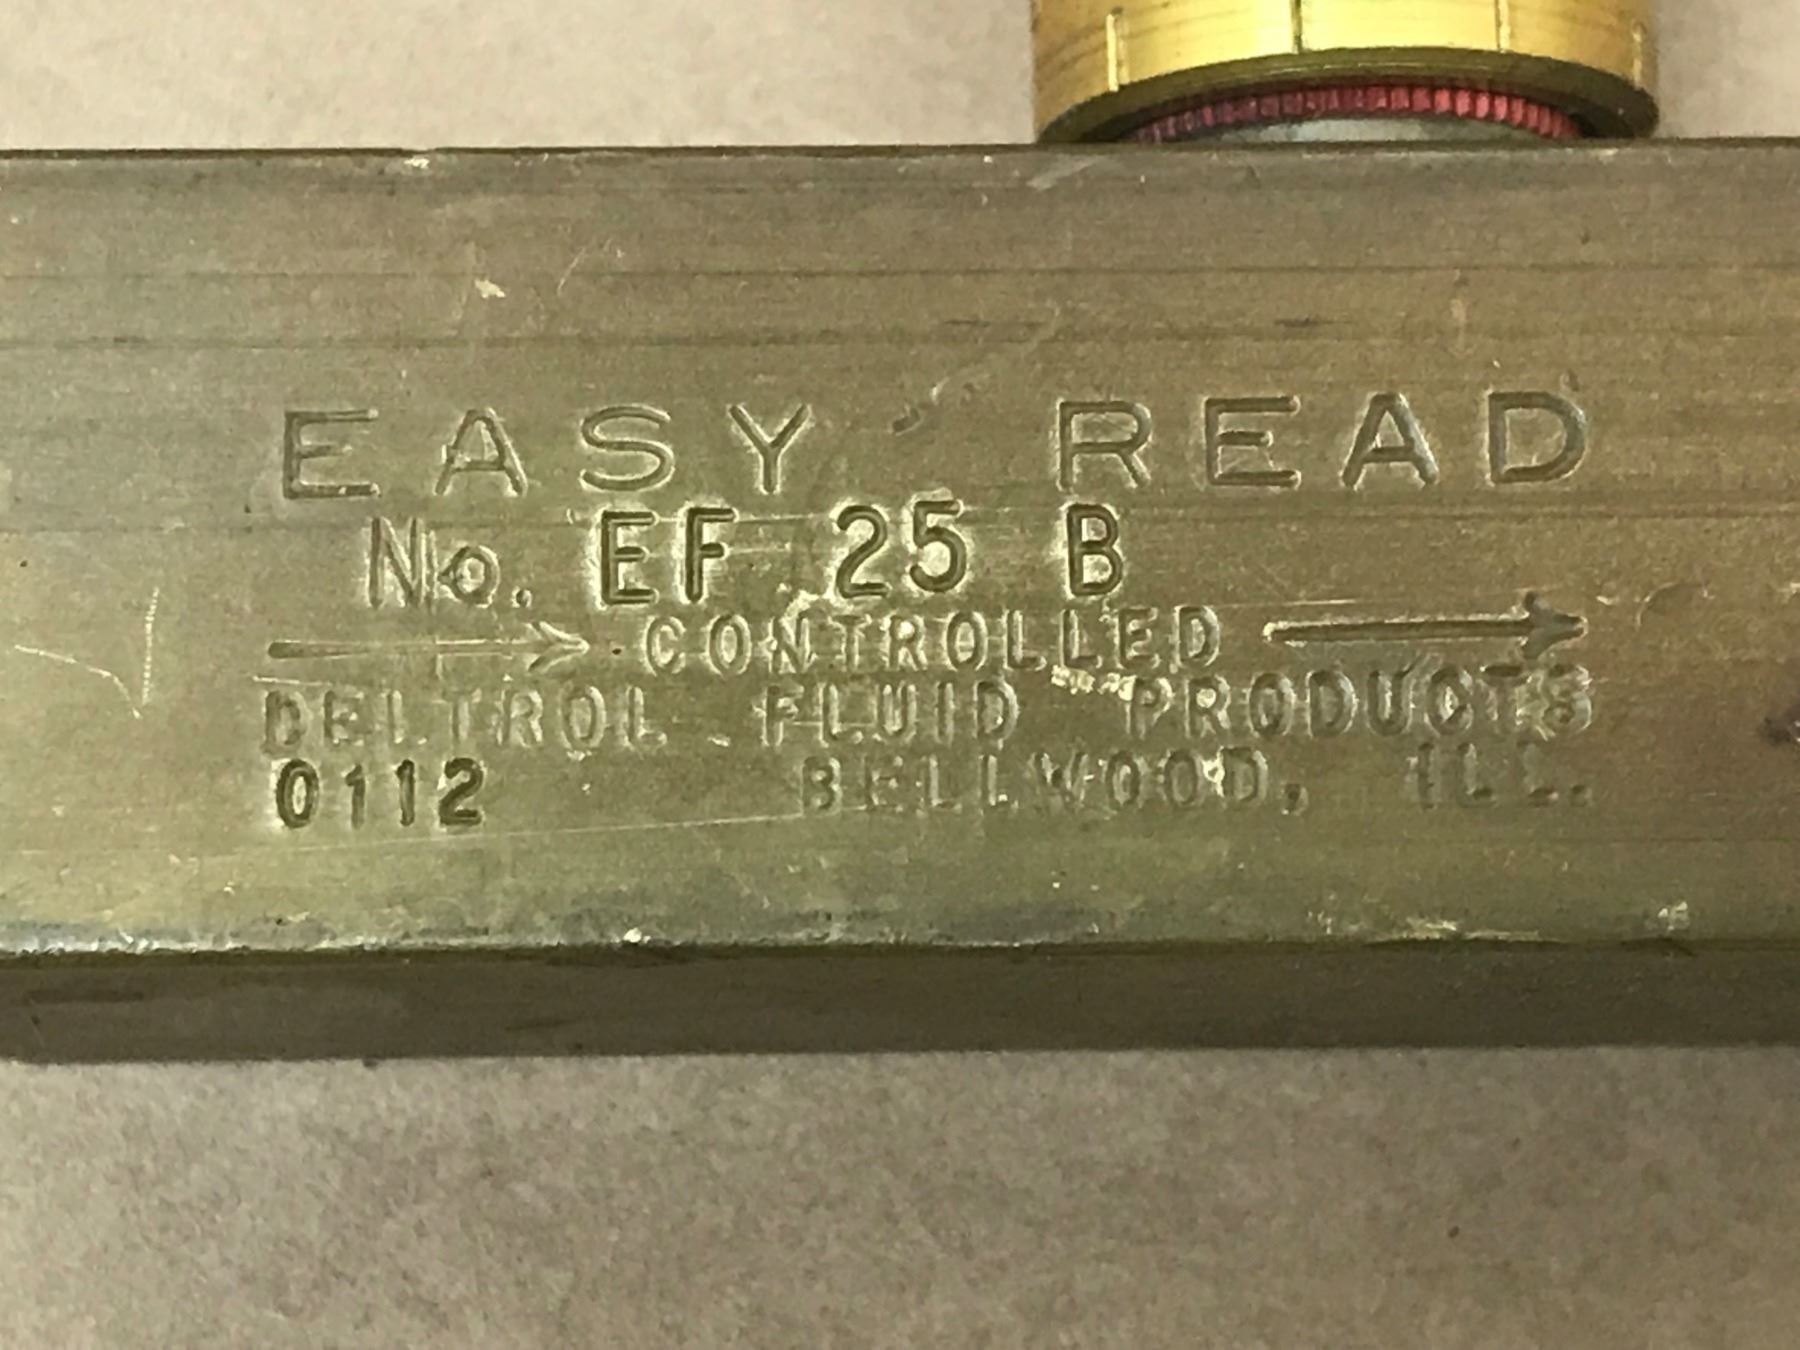 EASY READ
No. EF 25 B
→ CONTROLLED →
DELTROL FLUID PRODUCTS
0112 BELLWOOD, ILL.